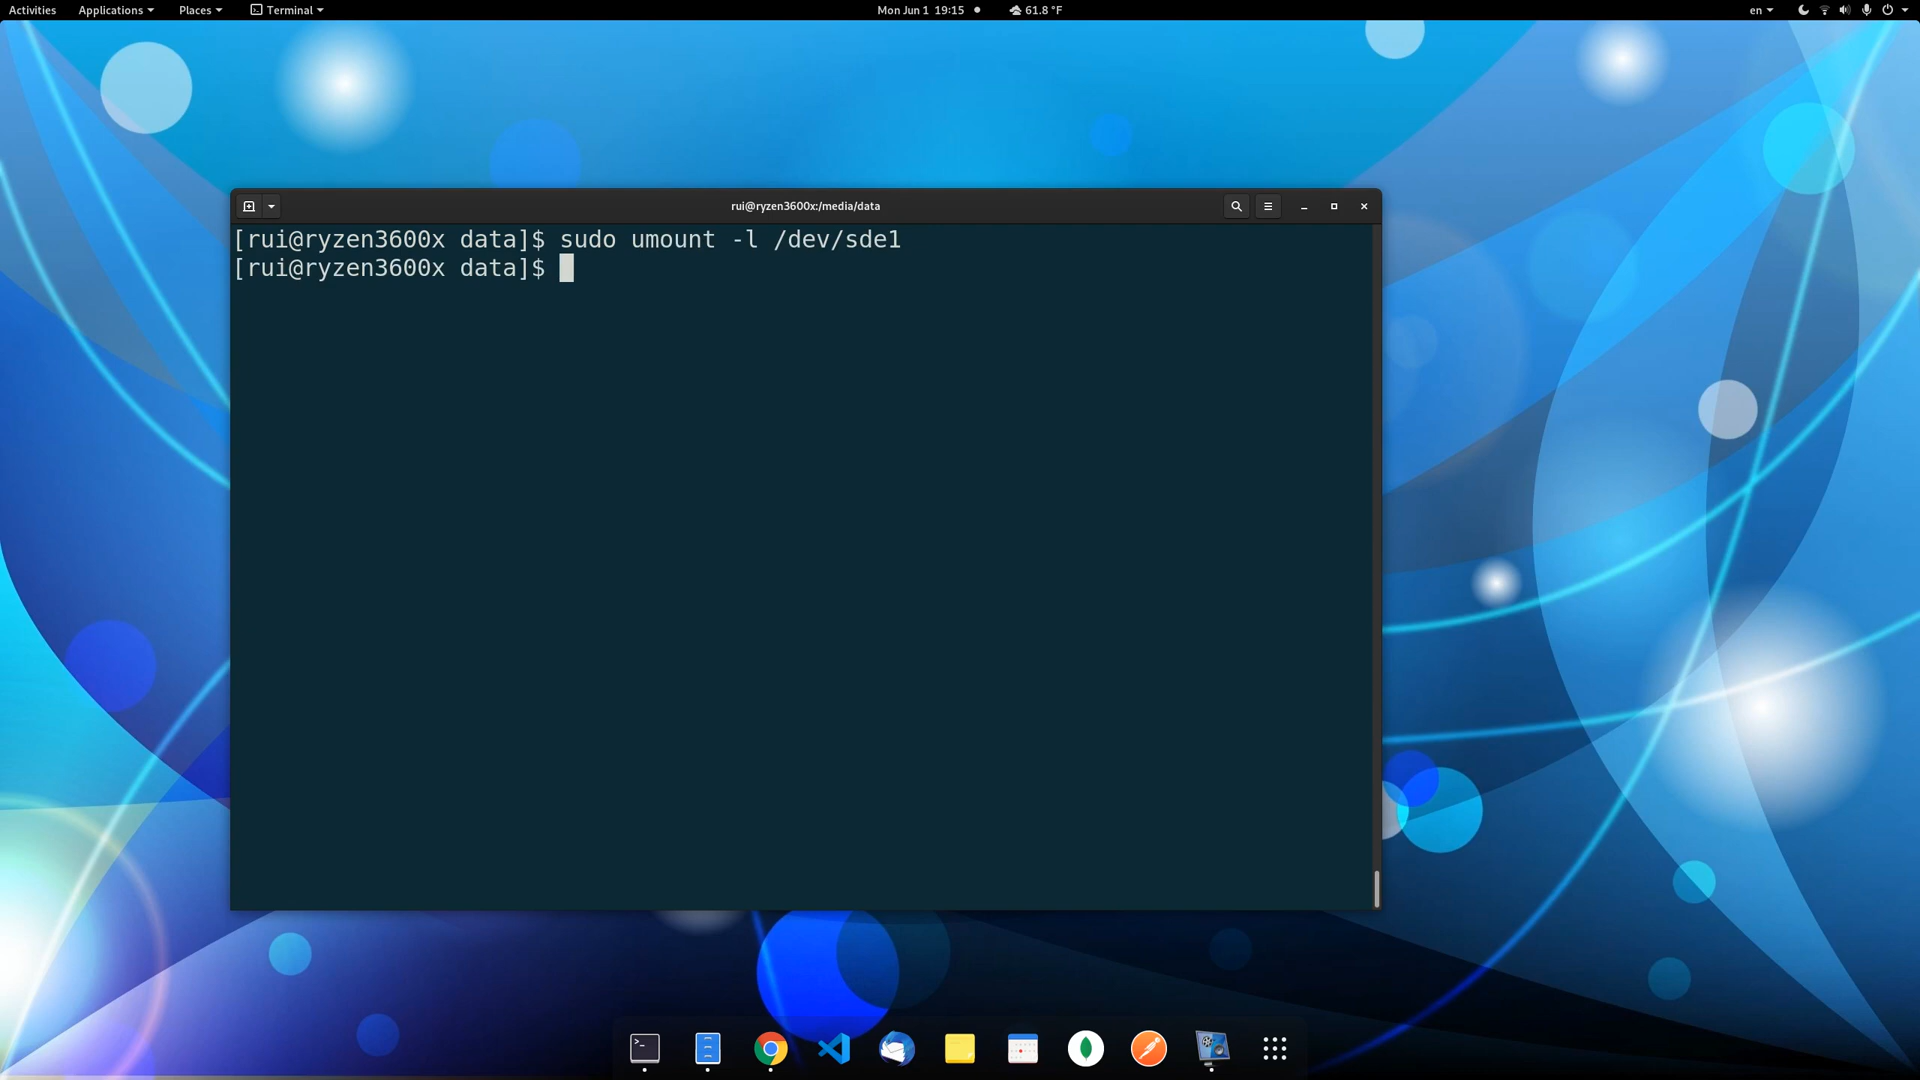 Activities Applications Places Terminal Mon Jun 1 19:15 61.8 °F en
rui@ryzen3600x:/media/data
[rui@ryzen3600x data]$ sudo umount -l /dev/sde1
[rui@ryzen3600x data]$